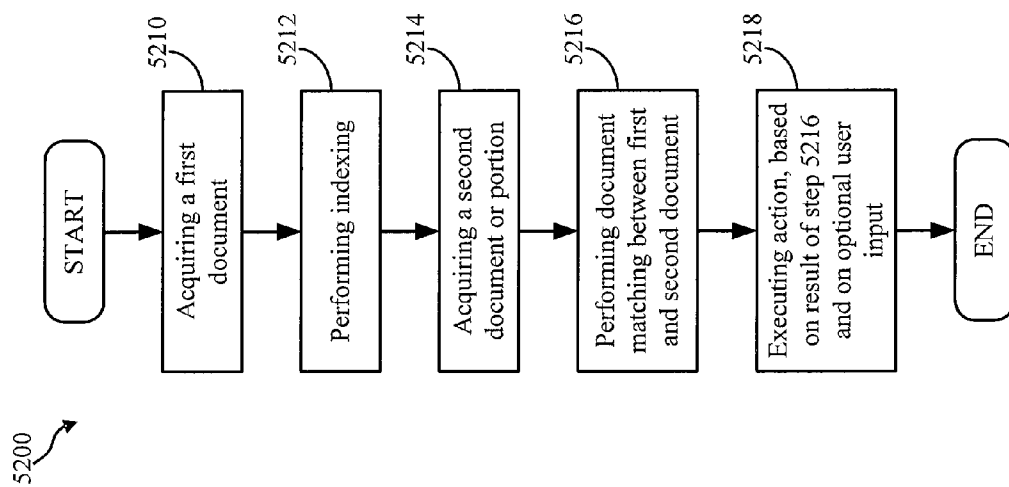 5200
START
5210
Acquiring a first
document
5212
Performing indexing
5214
Acquiring a second
document or portion
5216
Performing document
matching between first
and second document
5218
Executing action, based
on result of step 5216
and on optional user
input
END